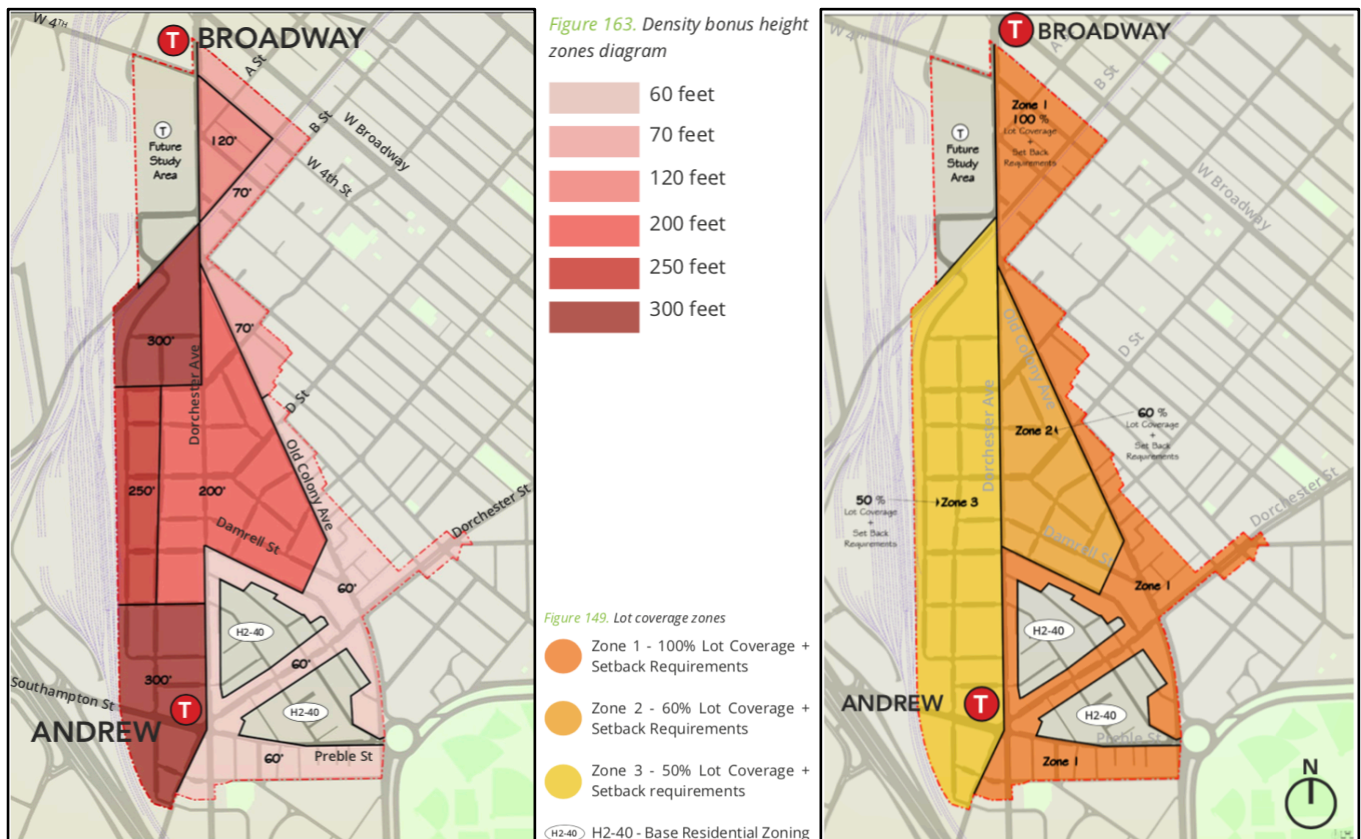 W 4TH
T BROADWAY
A St
B St
W Broadway
W 4th St
T
Future
Study
Area
120'
70'
300'
70'
Dorchester Ave
D St
Old Colony Ave
250'
200'
Damrell St
Dorchester St
60'
H2-40
60'
300'
Southampton St
T
ANDREW
H2-40
60'
Preble St
Figure 163. Density bonus height
zones diagram
60 feet
70 feet
120 feet
200 feet
250 feet
300 feet
Figure 149. Lot coverage zones
Zone 1 - 100% Lot Coverage +
Setback Requirements
Zone 2 - 60% Lot Coverage +
Setback Requirements
Zone 3 - 50% Lot Coverage +
Setback requirements
H2-40 H2-40 - Base Residential Zoning
W 4TH
T BROADWAY
A St
B St
W Broadway
Zone 1
100 %
Lot Coverage
+
Set Back
Requirements
T
Future
Study
Area
Old Colony Ave
D St
Dorchester Ave
60 %
Lot Coverage
+
Set Back
Requirements
Zone 2
50 %
Lot Coverage
+
Set Back
Requirements
Zone 3
Dorchester St
Damrell St
Zone 1
H2-40
ANDREW T
H2-40
Preble St
Zone 1
N